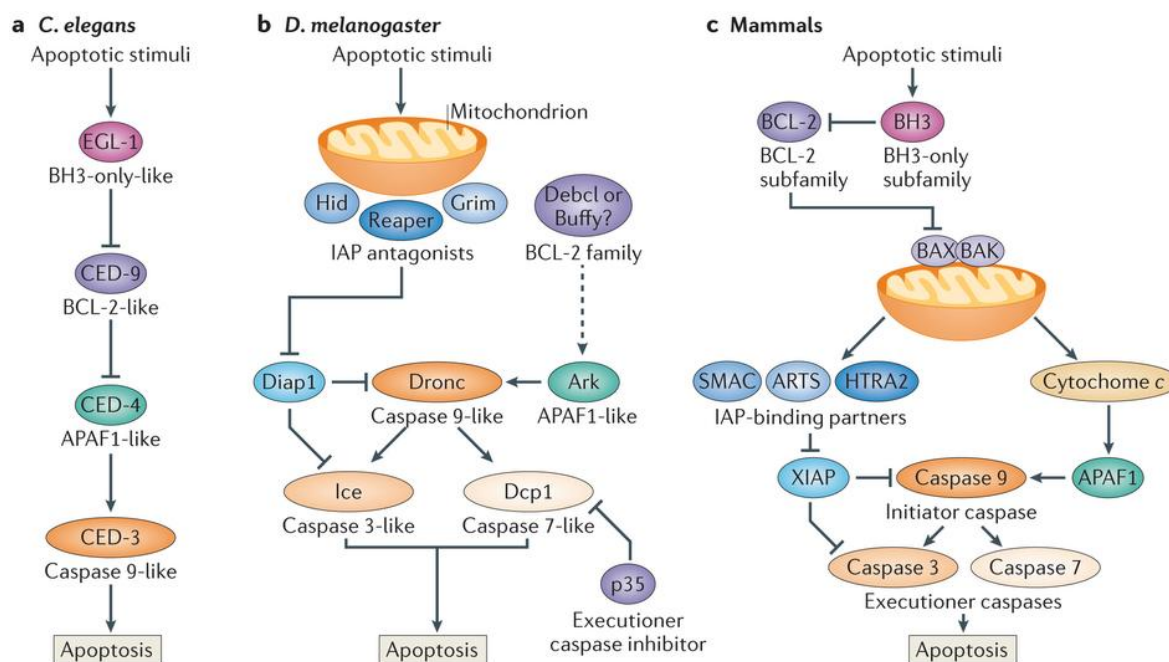 a C. elegans
Apoptotic stimuli
EGL-1
BH3-only-like
CED-9
BCL-2-like
CED-4
APAF1-like
CED-3
Caspase 9-like
Apoptosis
b D. melanogaster
Apoptotic stimuli
Mitochondrion
Hid
Reaper
Grim
IAP antagonists
Debcl or
Buffy?
BCL-2 family
Diap1
Dronc
Caspase 9-like
Ark
APAF1-like
Ice
Caspase 3-like
Dcp1
Caspase 7-like
p35
Executioner
caspase inhibitor
Apoptosis
c Mammals
Apoptotic stimuli
BCL-2
BCL-2
subfamily
BH3
BH3-only
subfamily
BAX
BAK
SMAC
ARTS
HTRA2
IAP-binding partners
Cytochome c
XIAP
Caspase 9
Initiator caspase
APAF1
Caspase 3
Caspase 7
Executioner caspases
Apoptosis